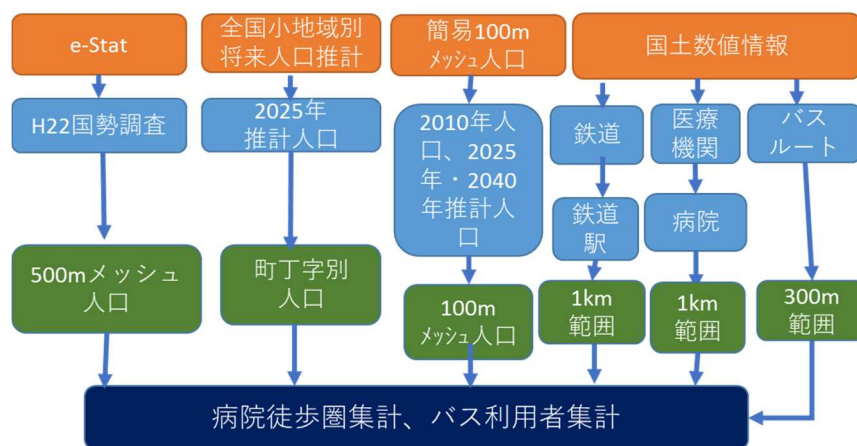 e-Stat
全国小地域別
将来人口推計
簡易100m
メッシュ人口
国土数値情報
H22国勢調査
2025年
推計人口
2010年人
口、2025
年・2040
年推計人
口
鉄道
医療
機関
バス
ルート
鉄道
駅
病院
500mメッシュ
人口
町丁字別
人口
100m
メッシュ人口
1km
範囲
1km
範囲
300m
範囲
病院徒歩圏集計、バス利用者集計